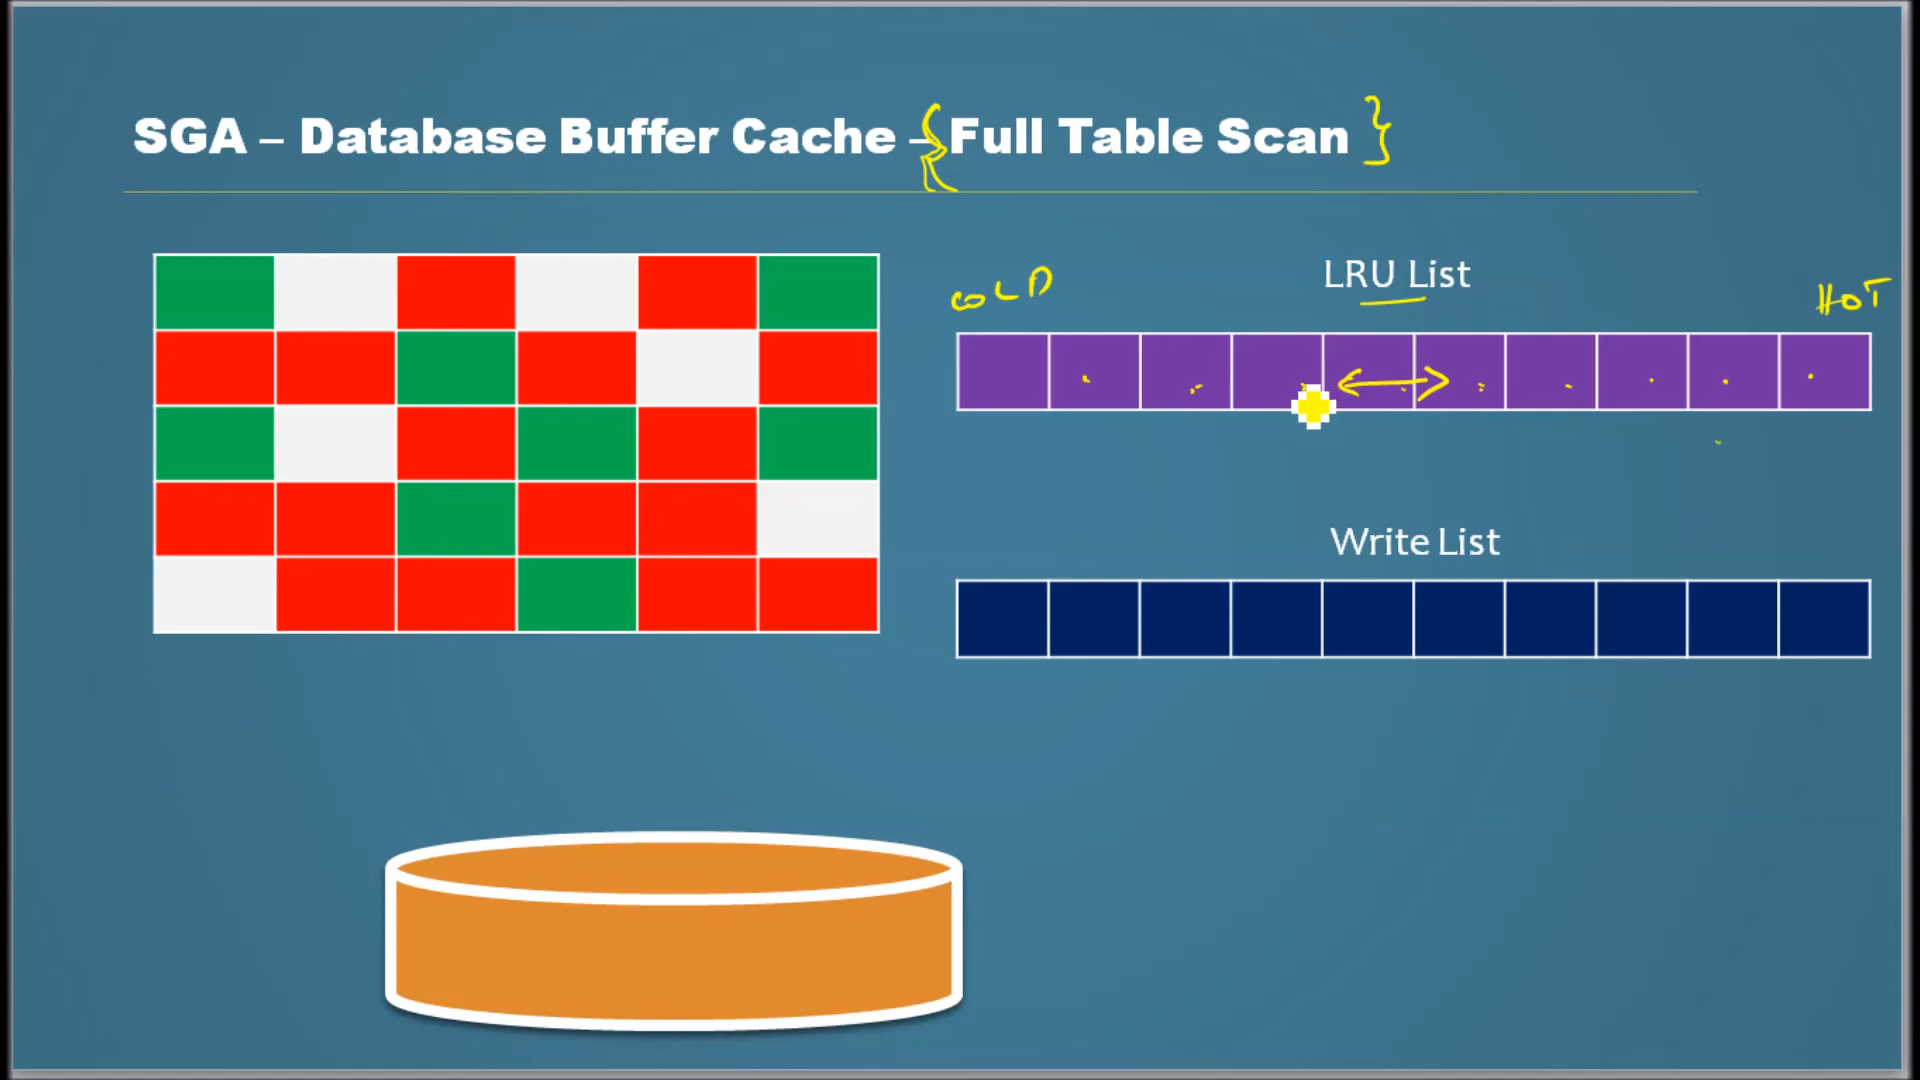 SGA – Database Buffer Cache – { Full Table Scan }
LRU List
COLD
HOT
Write List